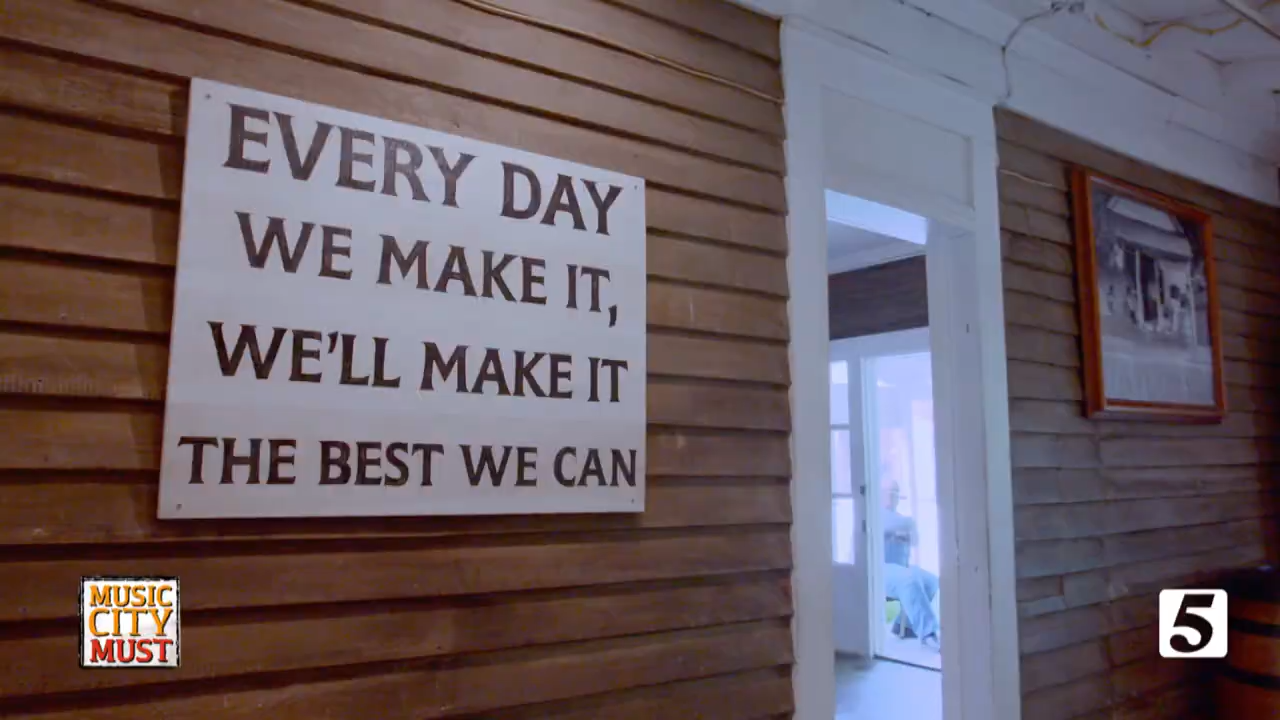 EVERY DAY
WE MAKE IT,
WE'LL MAKE IT
THE BEST WE CAN
MUSIC
CITY
MUST
5